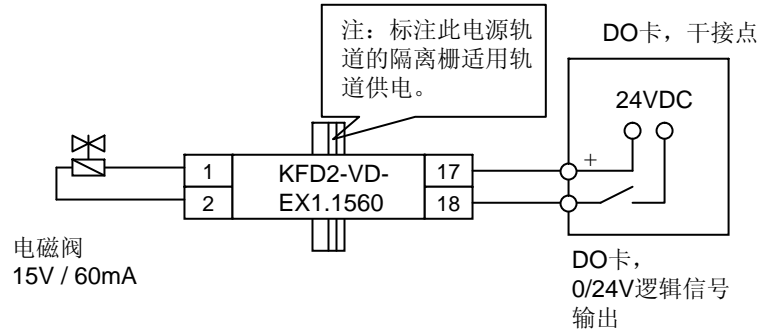 注：标注此电源轨
道的隔离栅适用轨
道供电。
DO卡，干接点
24VDC
+
1
2
KFD2-VD-
EX1.1560
17
18
电磁阀
15V / 60mA
DO卡，
0/24V逻辑信号
输出